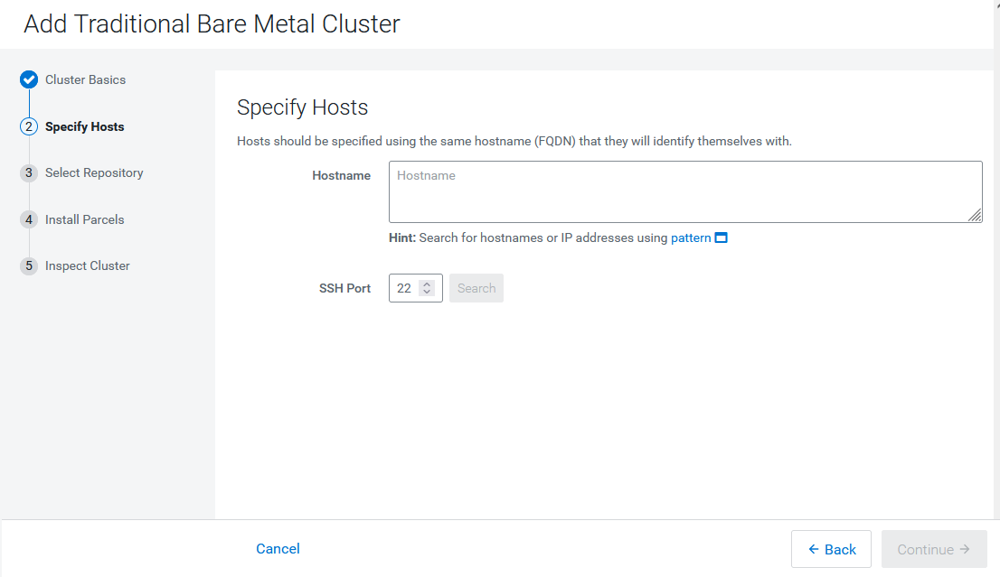 Add Traditional Bare Metal Cluster
Cluster Basics
2 Specify Hosts
3 Select Repository
4 Install Parcels
5 Inspect Cluster
Specify Hosts
Hosts should be specified using the same hostname (FQDN) that they will identify themselves with.
Hostname Hostname
Hint: Search for hostnames or IP addresses using pattern
SSH Port 22 Search
Cancel ← Back Continue →